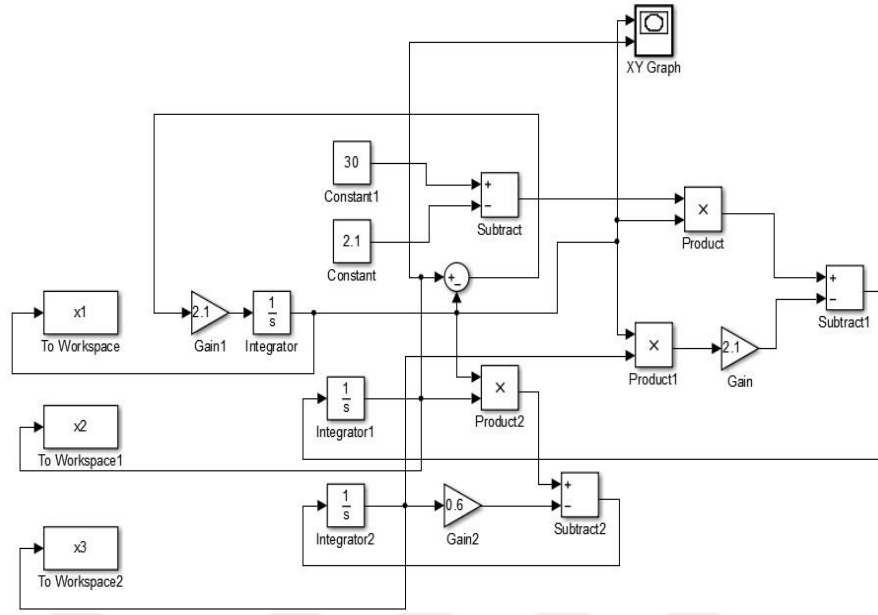 XY Graph
30
Constant1
+
−
Subtract
×
Product
2.1
Constant
+
−
+
−
Subtract1
x1
To Workspace
2.1
Gain1
1
s
Integrator
×
Product1
2.1
Gain
x2
To Workspace1
1
s
Integrator1
×
Product2
1
s
Integrator2
0.6
Gain2
+
−
Subtract2
x3
To Workspace2